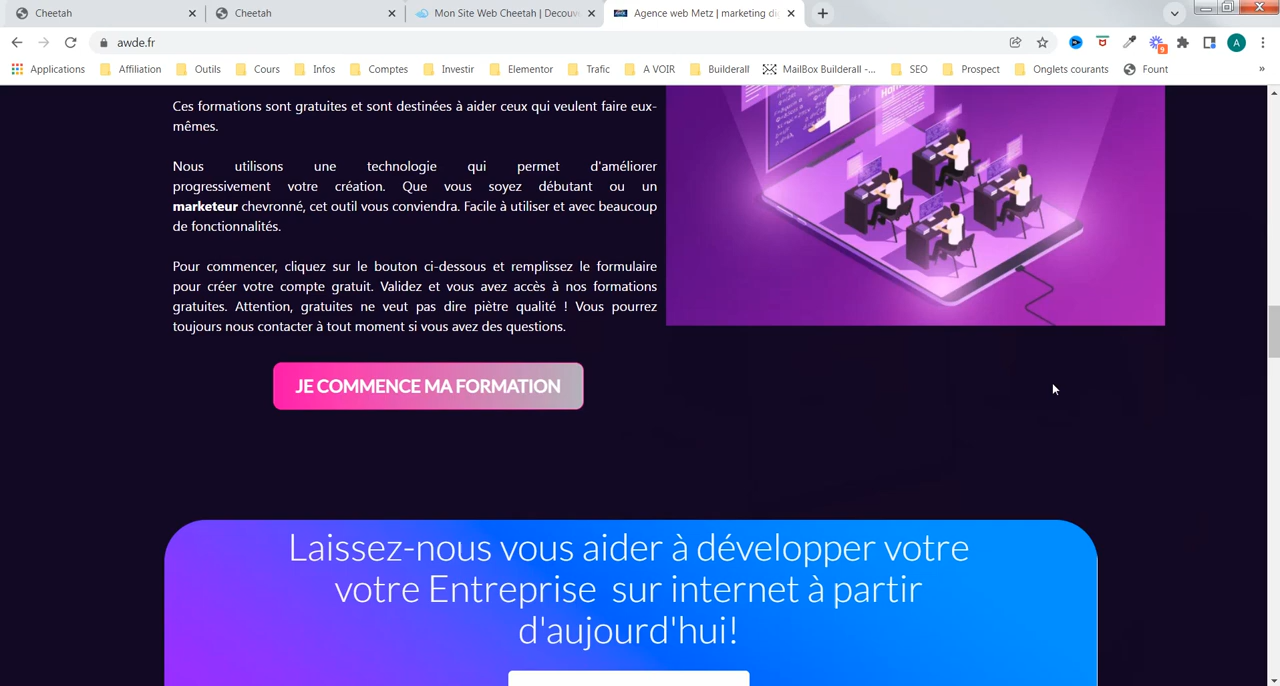 Cheetah
Cheetah
Mon Site Web Cheetah | Decouv
Agence web Metz | marketing di
awde.fr
9
A
Applications
Affiliation
Outils
Cours
Infos
Comptes
Investir
Elementor
Trafic
A VOIR
Builderall
MailBox Builderall -...
SEO
Prospect
Onglets courants
Fount
»
Ces formations sont gratuites et sont destinées à aider ceux qui veulent faire eux-
mêmes.
Nous utilisons une technologie qui permet d'améliorer
progressivement votre création. Que vous soyez débutant ou un
marketeur chevronné, cet outil vous conviendra. Facile à utiliser et avec beaucoup
de fonctionnalités.
Pour commencer, cliquez sur le bouton ci-dessous et remplissez le formulaire
pour créer votre compte gratuit. Validez et vous avez accès à nos formations
gratuites. Attention, gratuites ne veut pas dire piètre qualité ! Vous pourrez
toujours nous contacter à tout moment si vous avez des questions.
JE COMMENCE MA FORMATION
Laissez-nous vous aider à développer votre
votre Entreprise sur internet à partir
d'aujourd'hui!